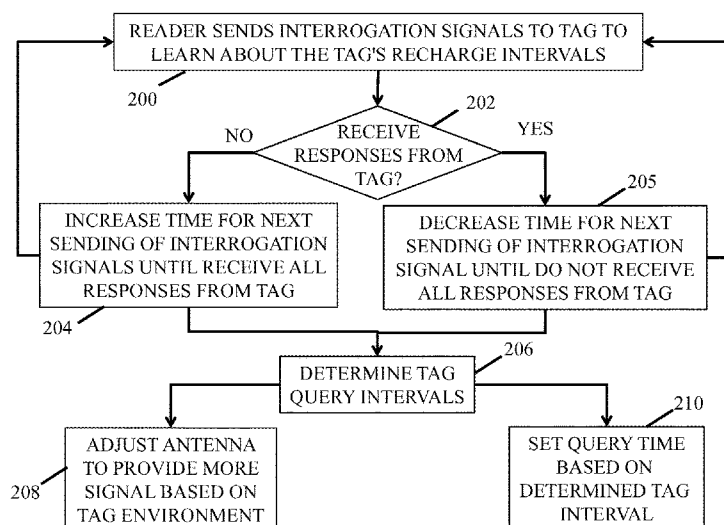 READER SENDS INTERROGATION SIGNALS TO TAG TO
LEARN ABOUT THE TAG'S RECHARGE INTERVALS
200
202
NO
RECEIVE
RESPONSES FROM
TAG?
YES
205
INCREASE TIME FOR NEXT
SENDING OF INTERROGATION
SIGNALS UNTIL RECEIVE ALL
RESPONSES FROM TAG
204
DECREASE TIME FOR NEXT
SENDING OF INTERROGATION
SIGNAL UNTIL DO NOT RECEIVE
ALL RESPONSES FROM TAG
206
DETERMINE TAG
QUERY INTERVALS
208
ADJUST ANTENNA
TO PROVIDE MORE
SIGNAL BASED ON
TAG ENVIRONMENT
210
SET QUERY TIME
BASED ON
DETERMINED TAG
INTERVAL